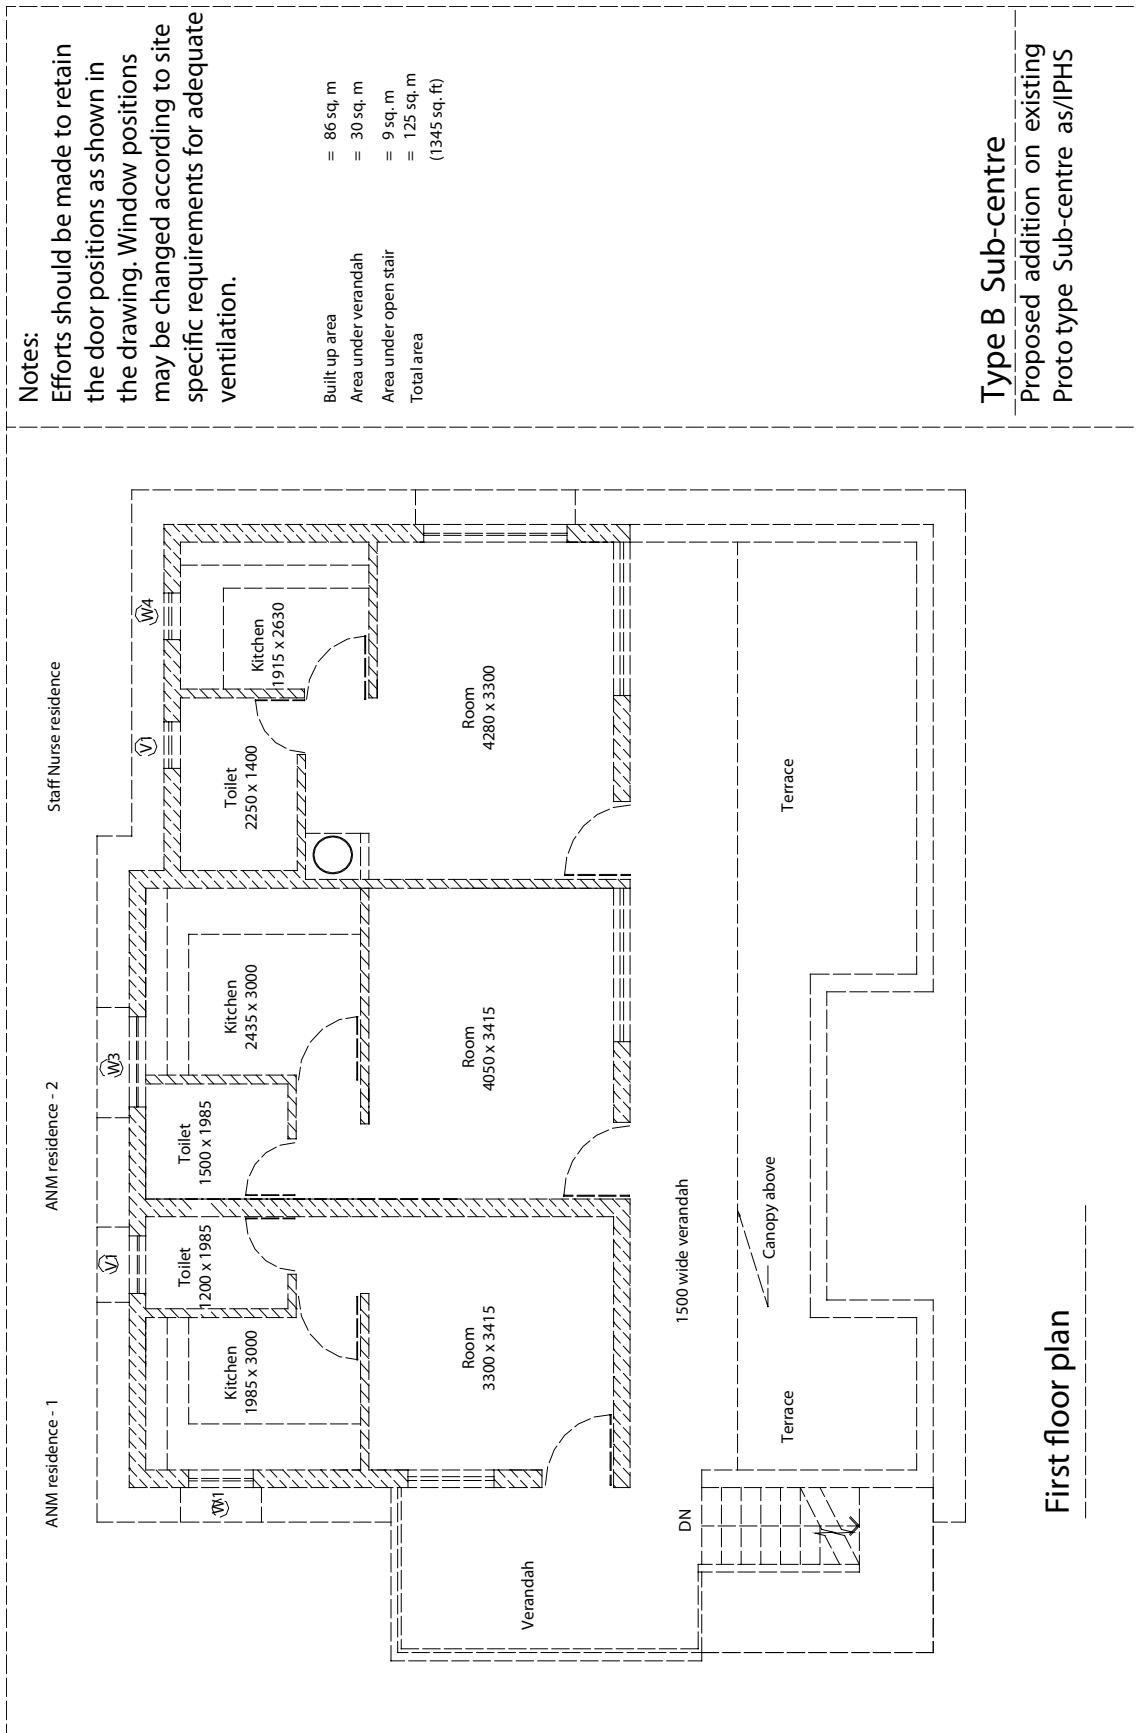 Notes:
Efforts should be made to retain
the door positions as shown in
the drawing. Window positions
may be changed according to site
specific requirements for adequate
ventilation.
Built up area = 86 sq, m
Area under verandah = 30 sq. m
Area under open stair = 9 sq. m
Total area = 125 sq. m
(1345 sq. ft)
Type B Sub-centre
Proposed addition on existing
Proto type Sub-centre as/IPHS
ANM residence - 1
ANM residence - 2
Staff Nurse residence
W1
V1
W3
V1
W4
Kitchen
1985 x 3000
Toilet
1200 x 1985
Toilet
1500 x 1985
Kitchen
2435 x 3000
Toilet
2250 x 1400
Kitchen
1915 x 2630
Room
3300 x 3415
Room
4050 x 3415
Room
4280 x 3300
Verandah
DN
1500 wide verandah
Canopy above
Terrace
Terrace
First floor plan